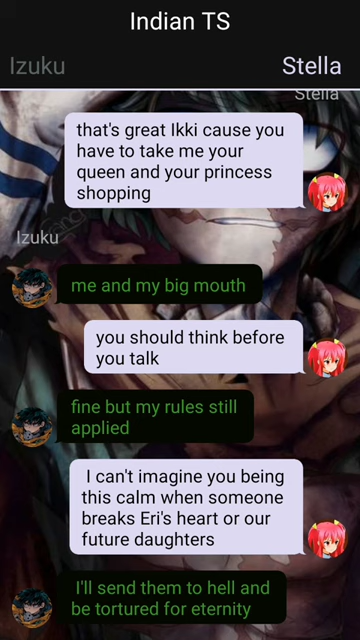 Indian TS
Izuku
Stella
Stella
that's great Ikki cause you
have to take me your
queen and your princess
shopping
Izuku
me and my big mouth
you should think before
you talk
fine but my rules still
applied
I can't imagine you being
this calm when someone
breaks Eri's heart or our
future daughters
I'll send them to hell and
be tortured for eternity